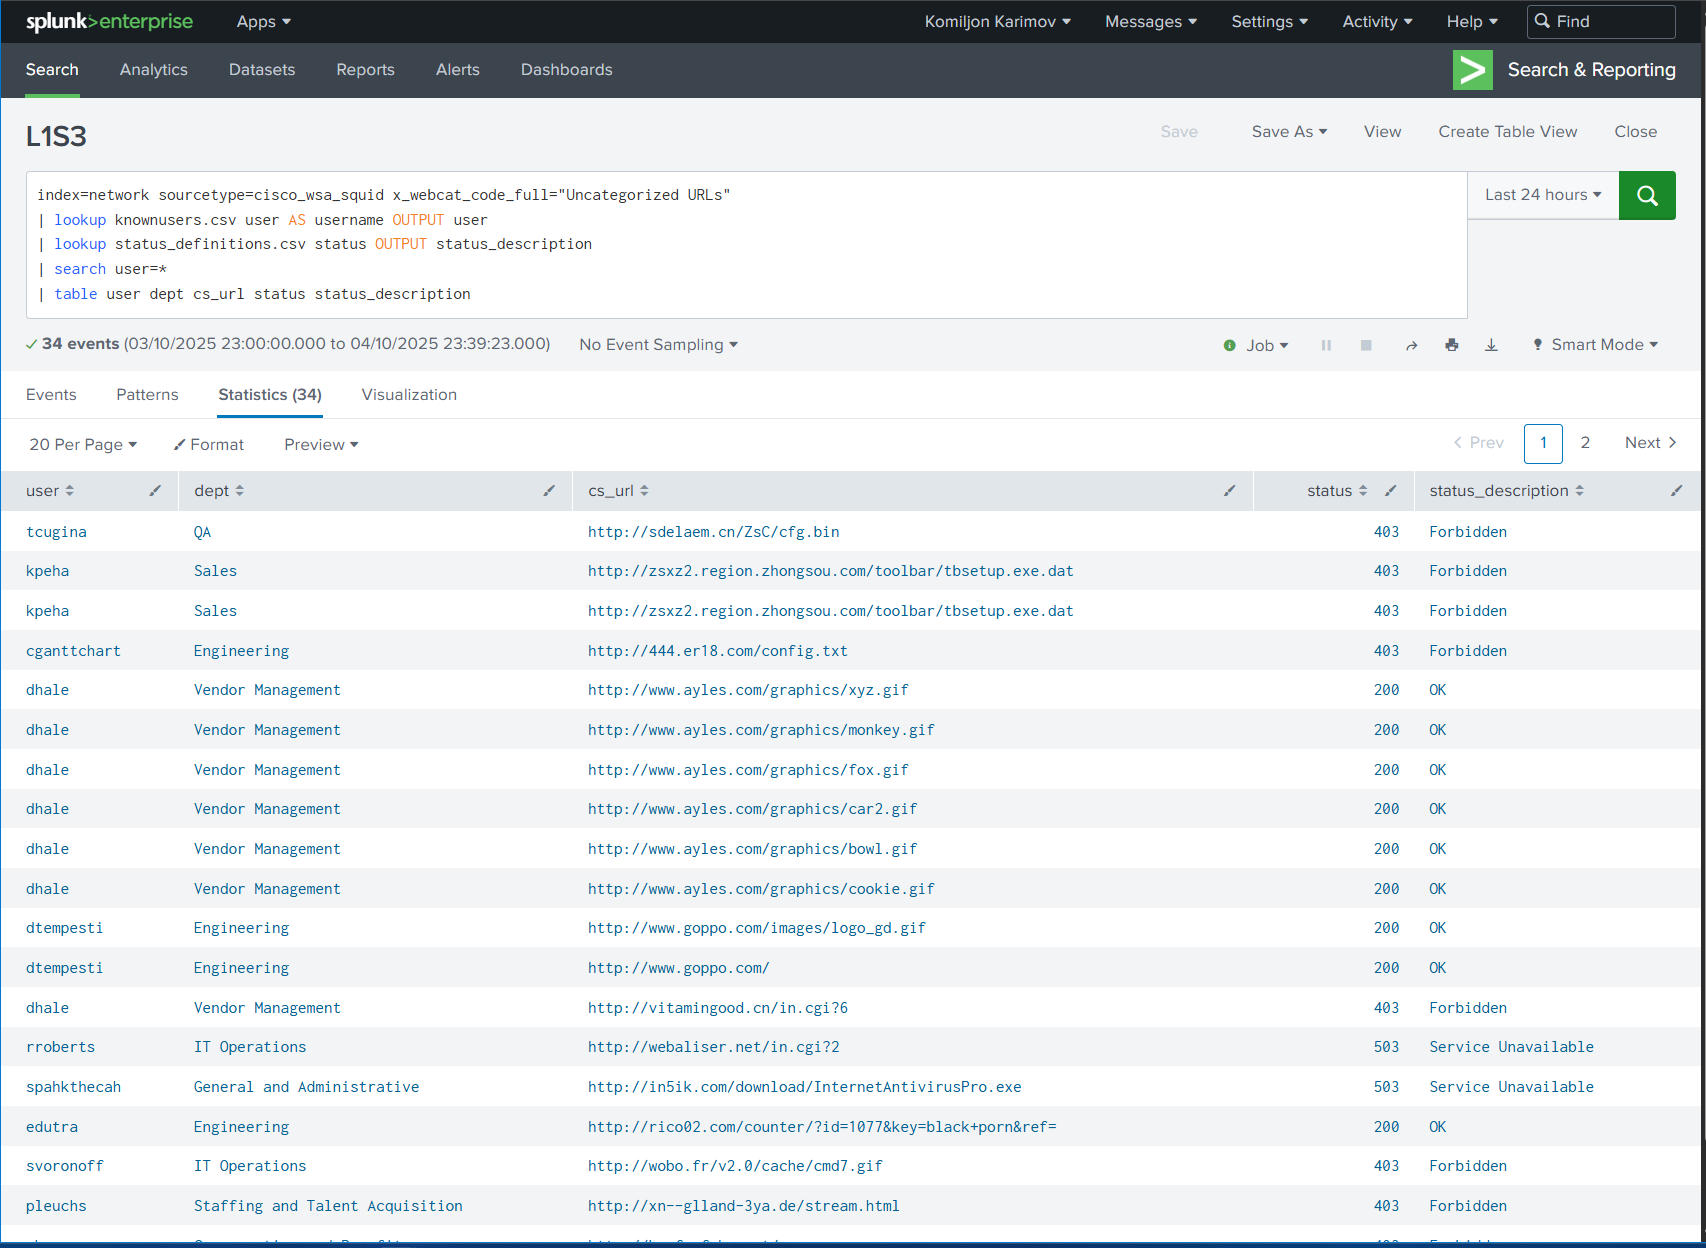 splunk>enterprise Apps Komiljon Karimov Messages Settings Activity Help Find
Search Analytics Datasets Reports Alerts Dashboards Search & Reporting
L1S3 Save Save As View Create Table View Close
index=network sourcetype=cisco_wsa_squid x_webcat_code_full="Uncategorized URLs" Last 24 hours
| lookup knownusers.csv user AS username OUTPUT user
| lookup status_definitions.csv status OUTPUT status_description
| search user=*
| table user dept cs_url status status_description
34 events (03/10/2025 23:00:00.000 to 04/10/2025 23:39:23.000) No Event Sampling Job Smart Mode
Events Patterns Statistics (34) Visualization
20 Per Page Format Preview < Prev 1 2 Next >
user dept cs_url status status_description
tcugina QA http://sdelaem.cn/ZsC/cfg.bin 403 Forbidden
kpeha Sales http://zsxz2.region.zhongsou.com/toolbar/tbsetup.exe.dat 403 Forbidden
kpeha Sales http://zsxz2.region.zhongsou.com/toolbar/tbsetup.exe.dat 403 Forbidden
cganttchart Engineering http://444.er18.com/config.txt 403 Forbidden
dhale Vendor Management http://www.ayles.com/graphics/xyz.gif 200 OK
dhale Vendor Management http://www.ayles.com/graphics/monkey.gif 200 OK
dhale Vendor Management http://www.ayles.com/graphics/fox.gif 200 OK
dhale Vendor Management http://www.ayles.com/graphics/car2.gif 200 OK
dhale Vendor Management http://www.ayles.com/graphics/bowl.gif 200 OK
dhale Vendor Management http://www.ayles.com/graphics/cookie.gif 200 OK
dtempesti Engineering http://www.goppo.com/images/logo_gd.gif 200 OK
dtempesti Engineering http://www.goppo.com/ 200 OK
dhale Vendor Management http://vitamingood.cn/in.cgi?6 403 Forbidden
rroberts IT Operations http://webaliser.net/in.cgi?2 503 Service Unavailable
spahkthecah General and Administrative http://in5ik.com/download/InternetAntivirusPro.exe 503 Service Unavailable
edutra Engineering http://rico02.com/counter/?id=1077&key=black+porn&ref= 200 OK
svoronoff IT Operations http://wobo.fr/v2.0/cache/cmd7.gif 403 Forbidden
pleuchs Staffing and Talent Acquisition http://xn--glland-3ya.de/stream.html 403 Forbidden